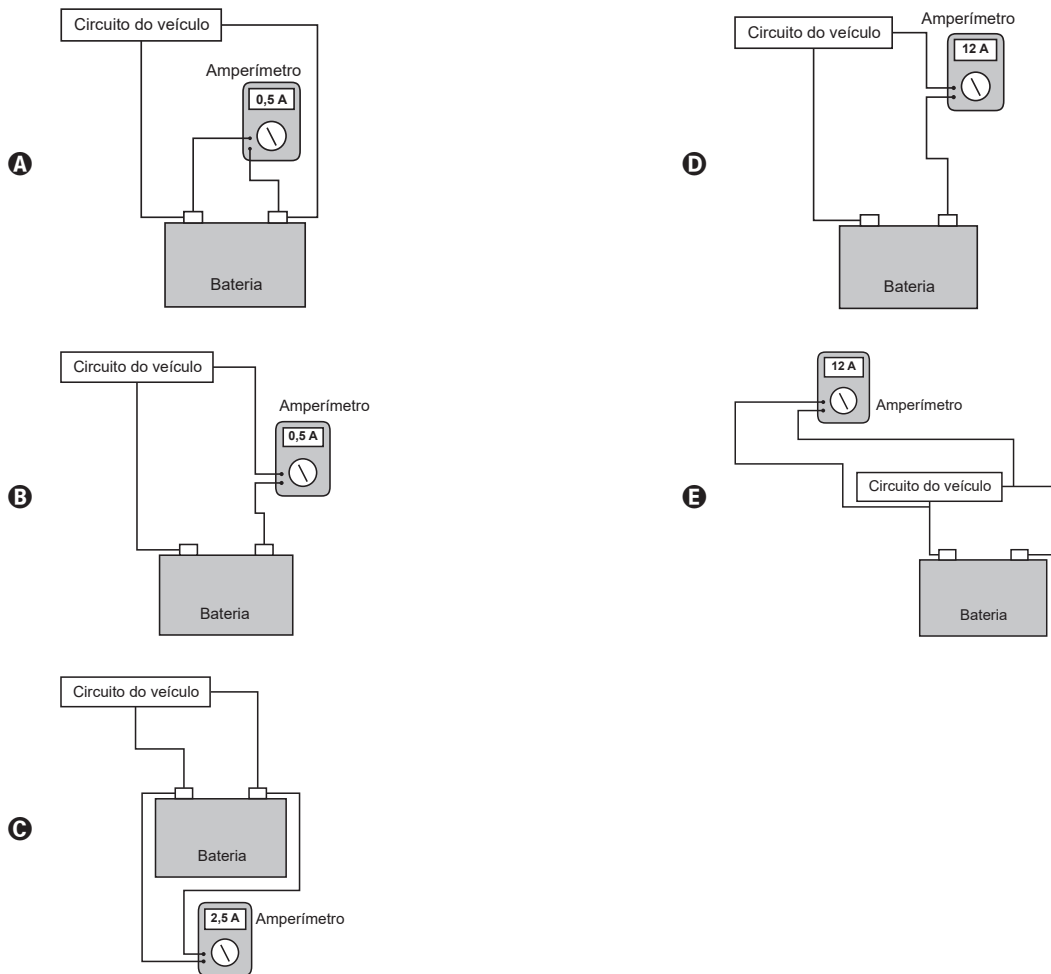 Circuito do veículo
Amperímetro
0,5 A
A
Bateria
Circuito do veículo
Amperímetro
0,5 A
B
Bateria
Circuito do veículo
C
Bateria
2,5 A
Amperímetro
Amperímetro
Circuito do veículo
12 A
D
Bateria
12 A
Amperímetro
Circuito do veículo
E
Bateria